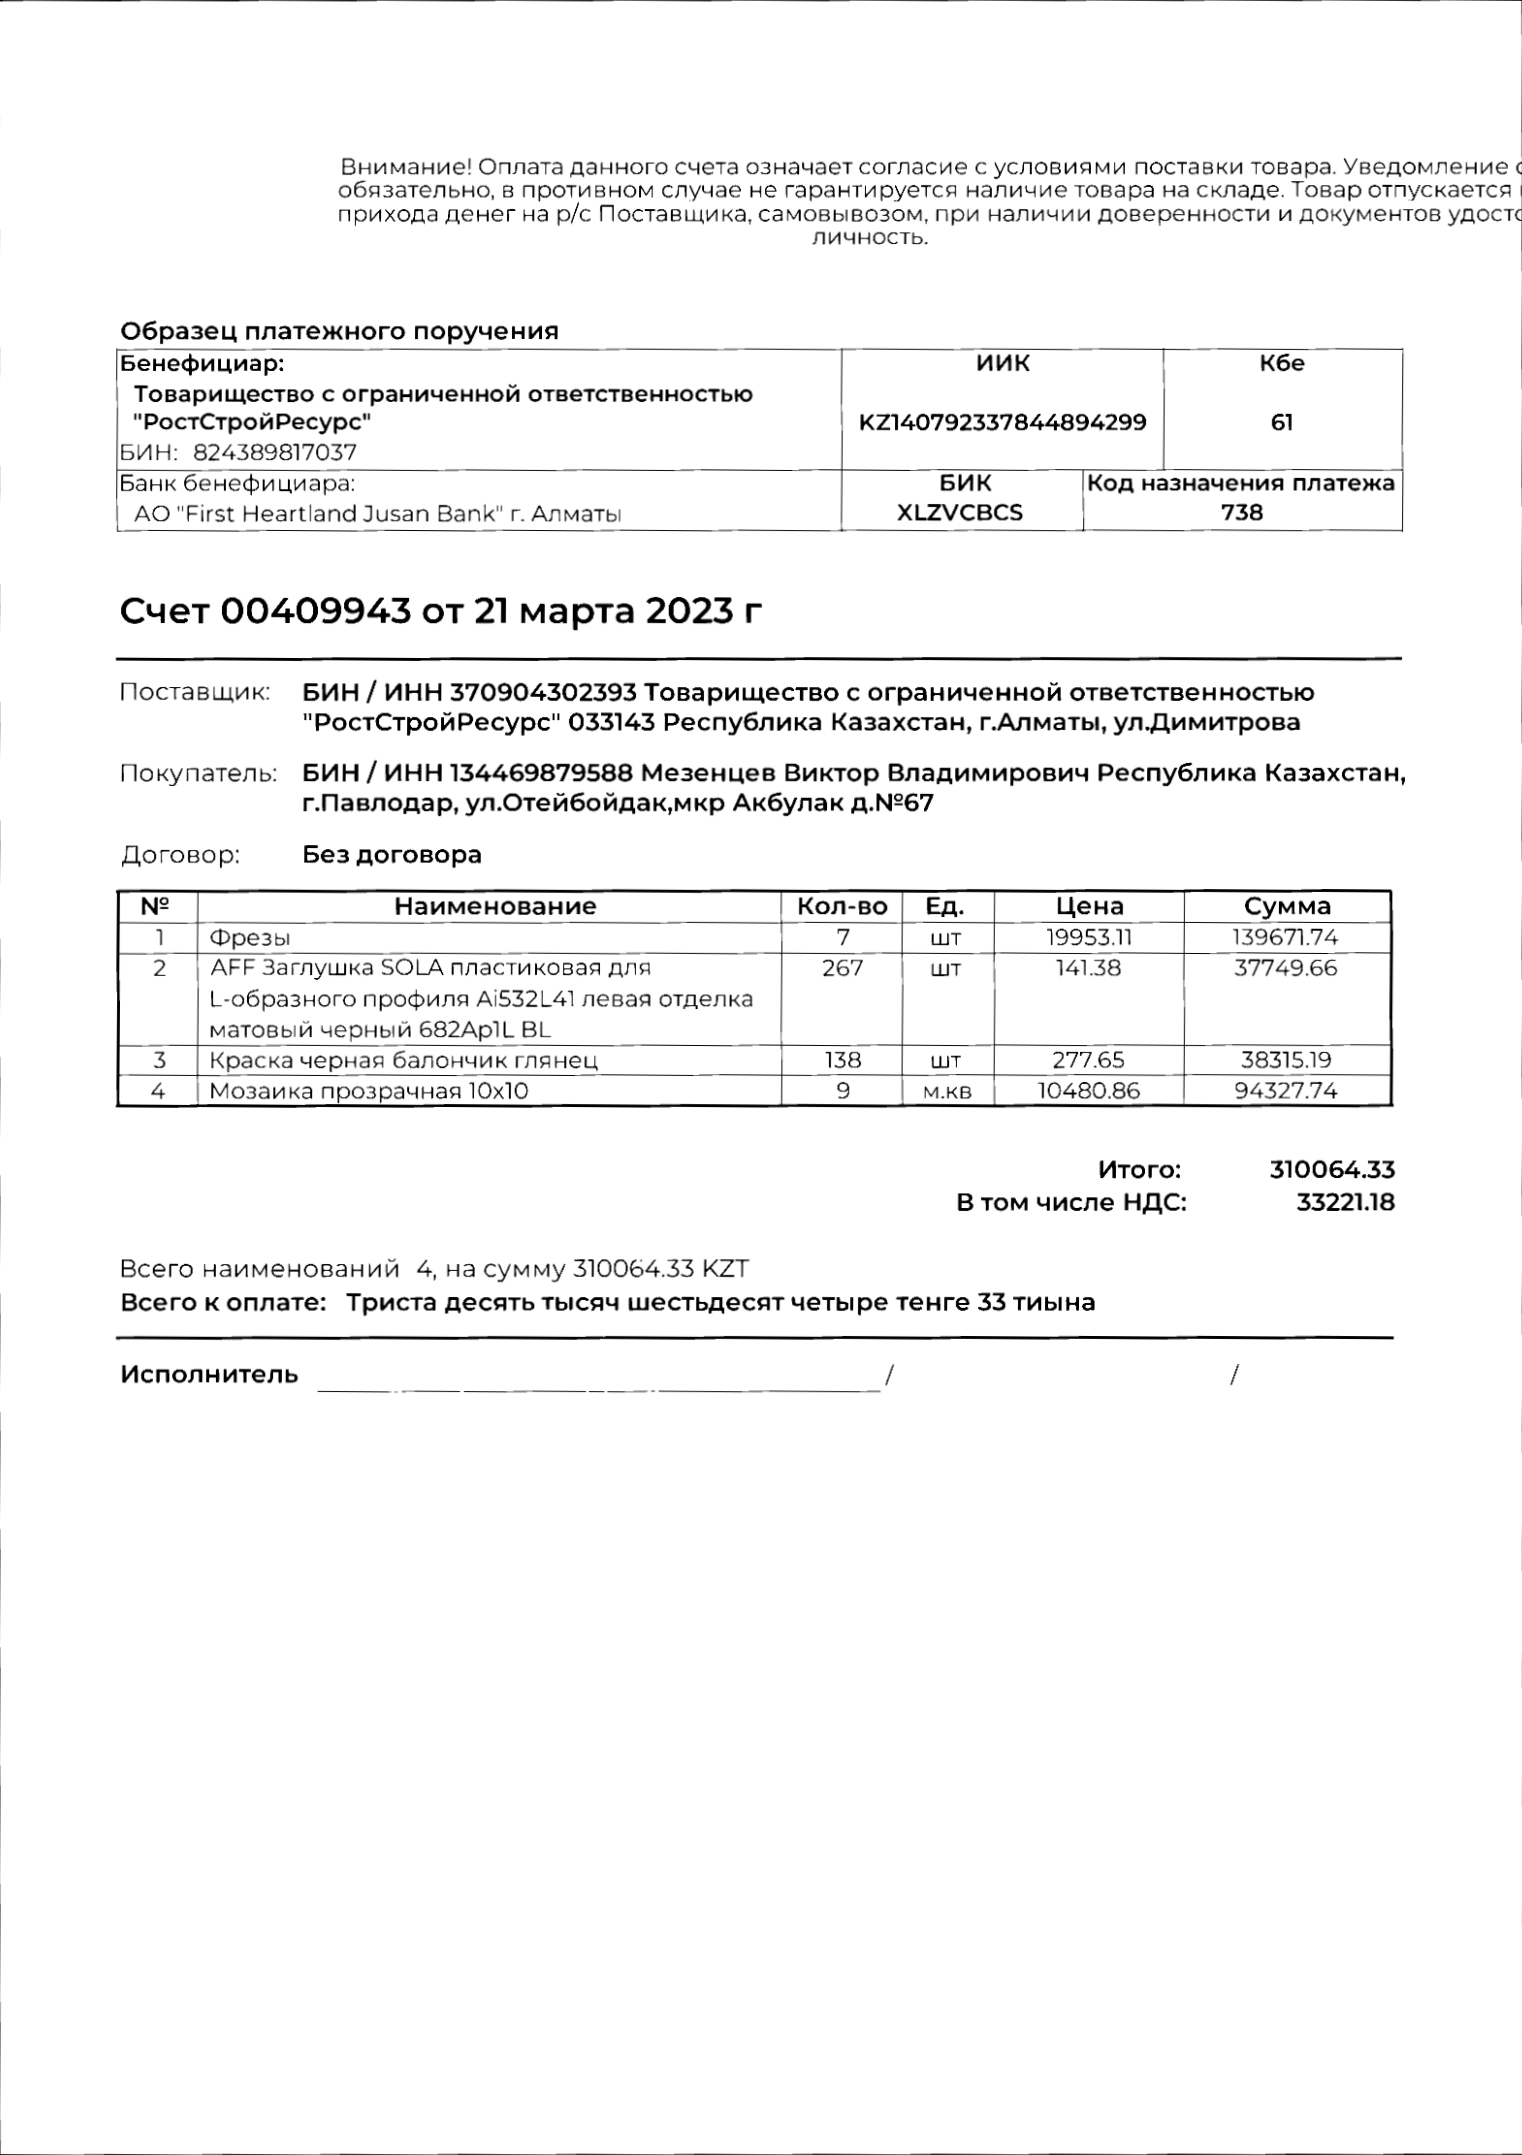 Внимание! Оплата данного счета означает согласие с условиями поставки товара. Уведомление
обязательно, в противном случае не гарантируется наличие товара на складе. Товар отпускается
прихода денег на р/с Поставщика, самовывозом, при наличии доверенности и документов удосто
личность.
Образец платежного поручения
Бенефициар: ИИК Кбе
Товарищество с ограниченной ответственностью
"РостСтройРесурс" KZ140792337844894299 61
БИН: 824389817037
Банк бенефициара: БИК Код назначения платежа
АО "First Heartland Jusan Bank" г. Алматы XLZVCBCS 738
Счет 00409943 от 21 марта 2023 г
Поставщик: БИН / ИНН 370904302393 Товарищество с ограниченной ответственностью
"РостСтройРесурс" 033143 Республика Казахстан, г.Алматы, ул.Димитрова
Покупатель: БИН / ИНН 134469879588 Мезенцев Виктор Владимирович Республика Казахстан,
г.Павлодар, ул.Отейбойдак,мкр Акбулак д.№67
Договор: Без договора
№ Наименование Кол-во Ед. Цена Сумма
1 Фрезы 7 шт 19953.11 139671.74
2 AFF Заглушка SOLA пластиковая для 267 шт 141.38 37749.66
L-образного профиля Ai532L41 левая отделка
матовый черный 682Ap1L BL
3 Краска черная балончик глянец 138 шт 277.65 38315.19
4 Мозаика прозрачная 10х10 9 м.кв 10480.86 94327.74
Итого: 310064.33
В том числе НДС: 33221.18
Всего наименований 4, на сумму 310064.33 KZT
Всего к оплате: Триста десять тысяч шестьдесят четыре тенге 33 тиына
Исполнитель / /